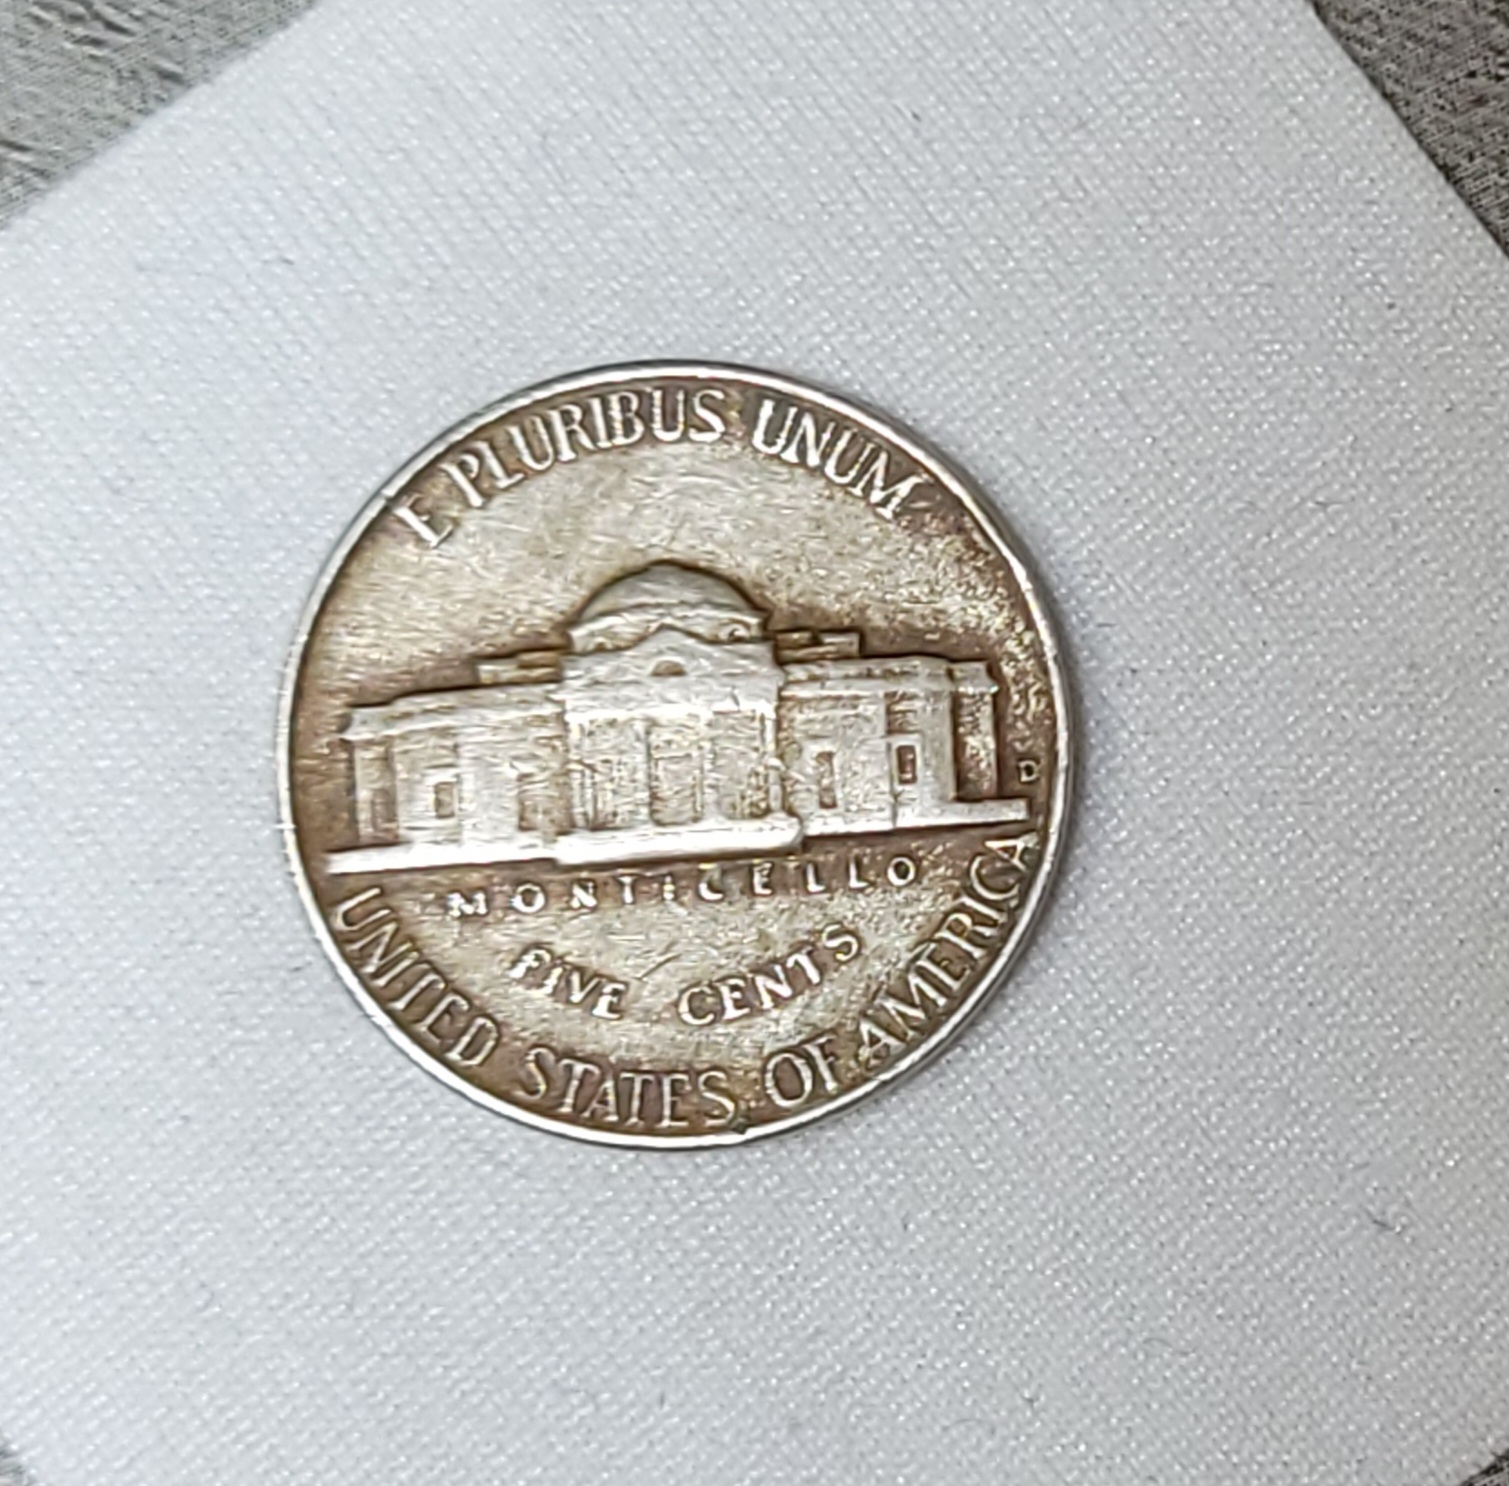 E PLURIBUS UNUM
D
MONTICELLO
FIVE CENTS
UNITED STATES OF AMERICA